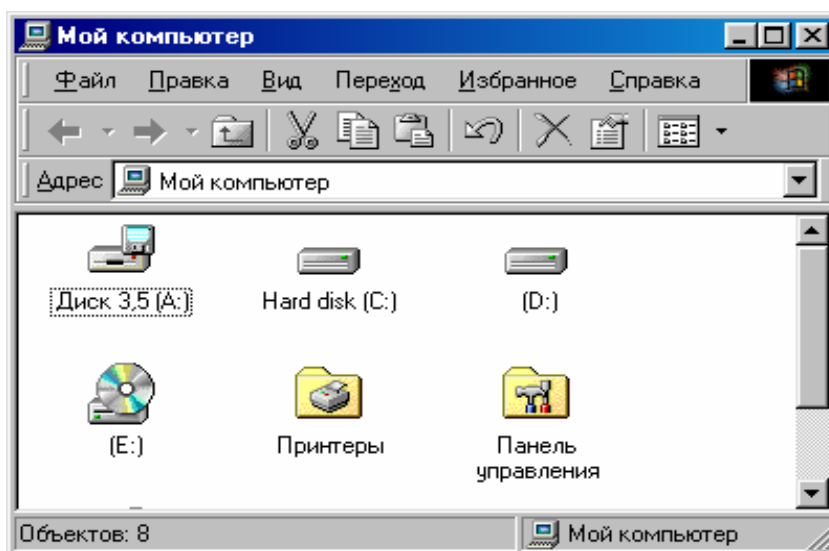 Мой компьютер
Файл Правка Вид Переход Избранное Справка
Адрес Мой компьютер
Диск 3,5 (A:) Hard disk (C:) (D:)
(E:) Принтеры Панель
управления
Объектов: 8 Мой компьютер